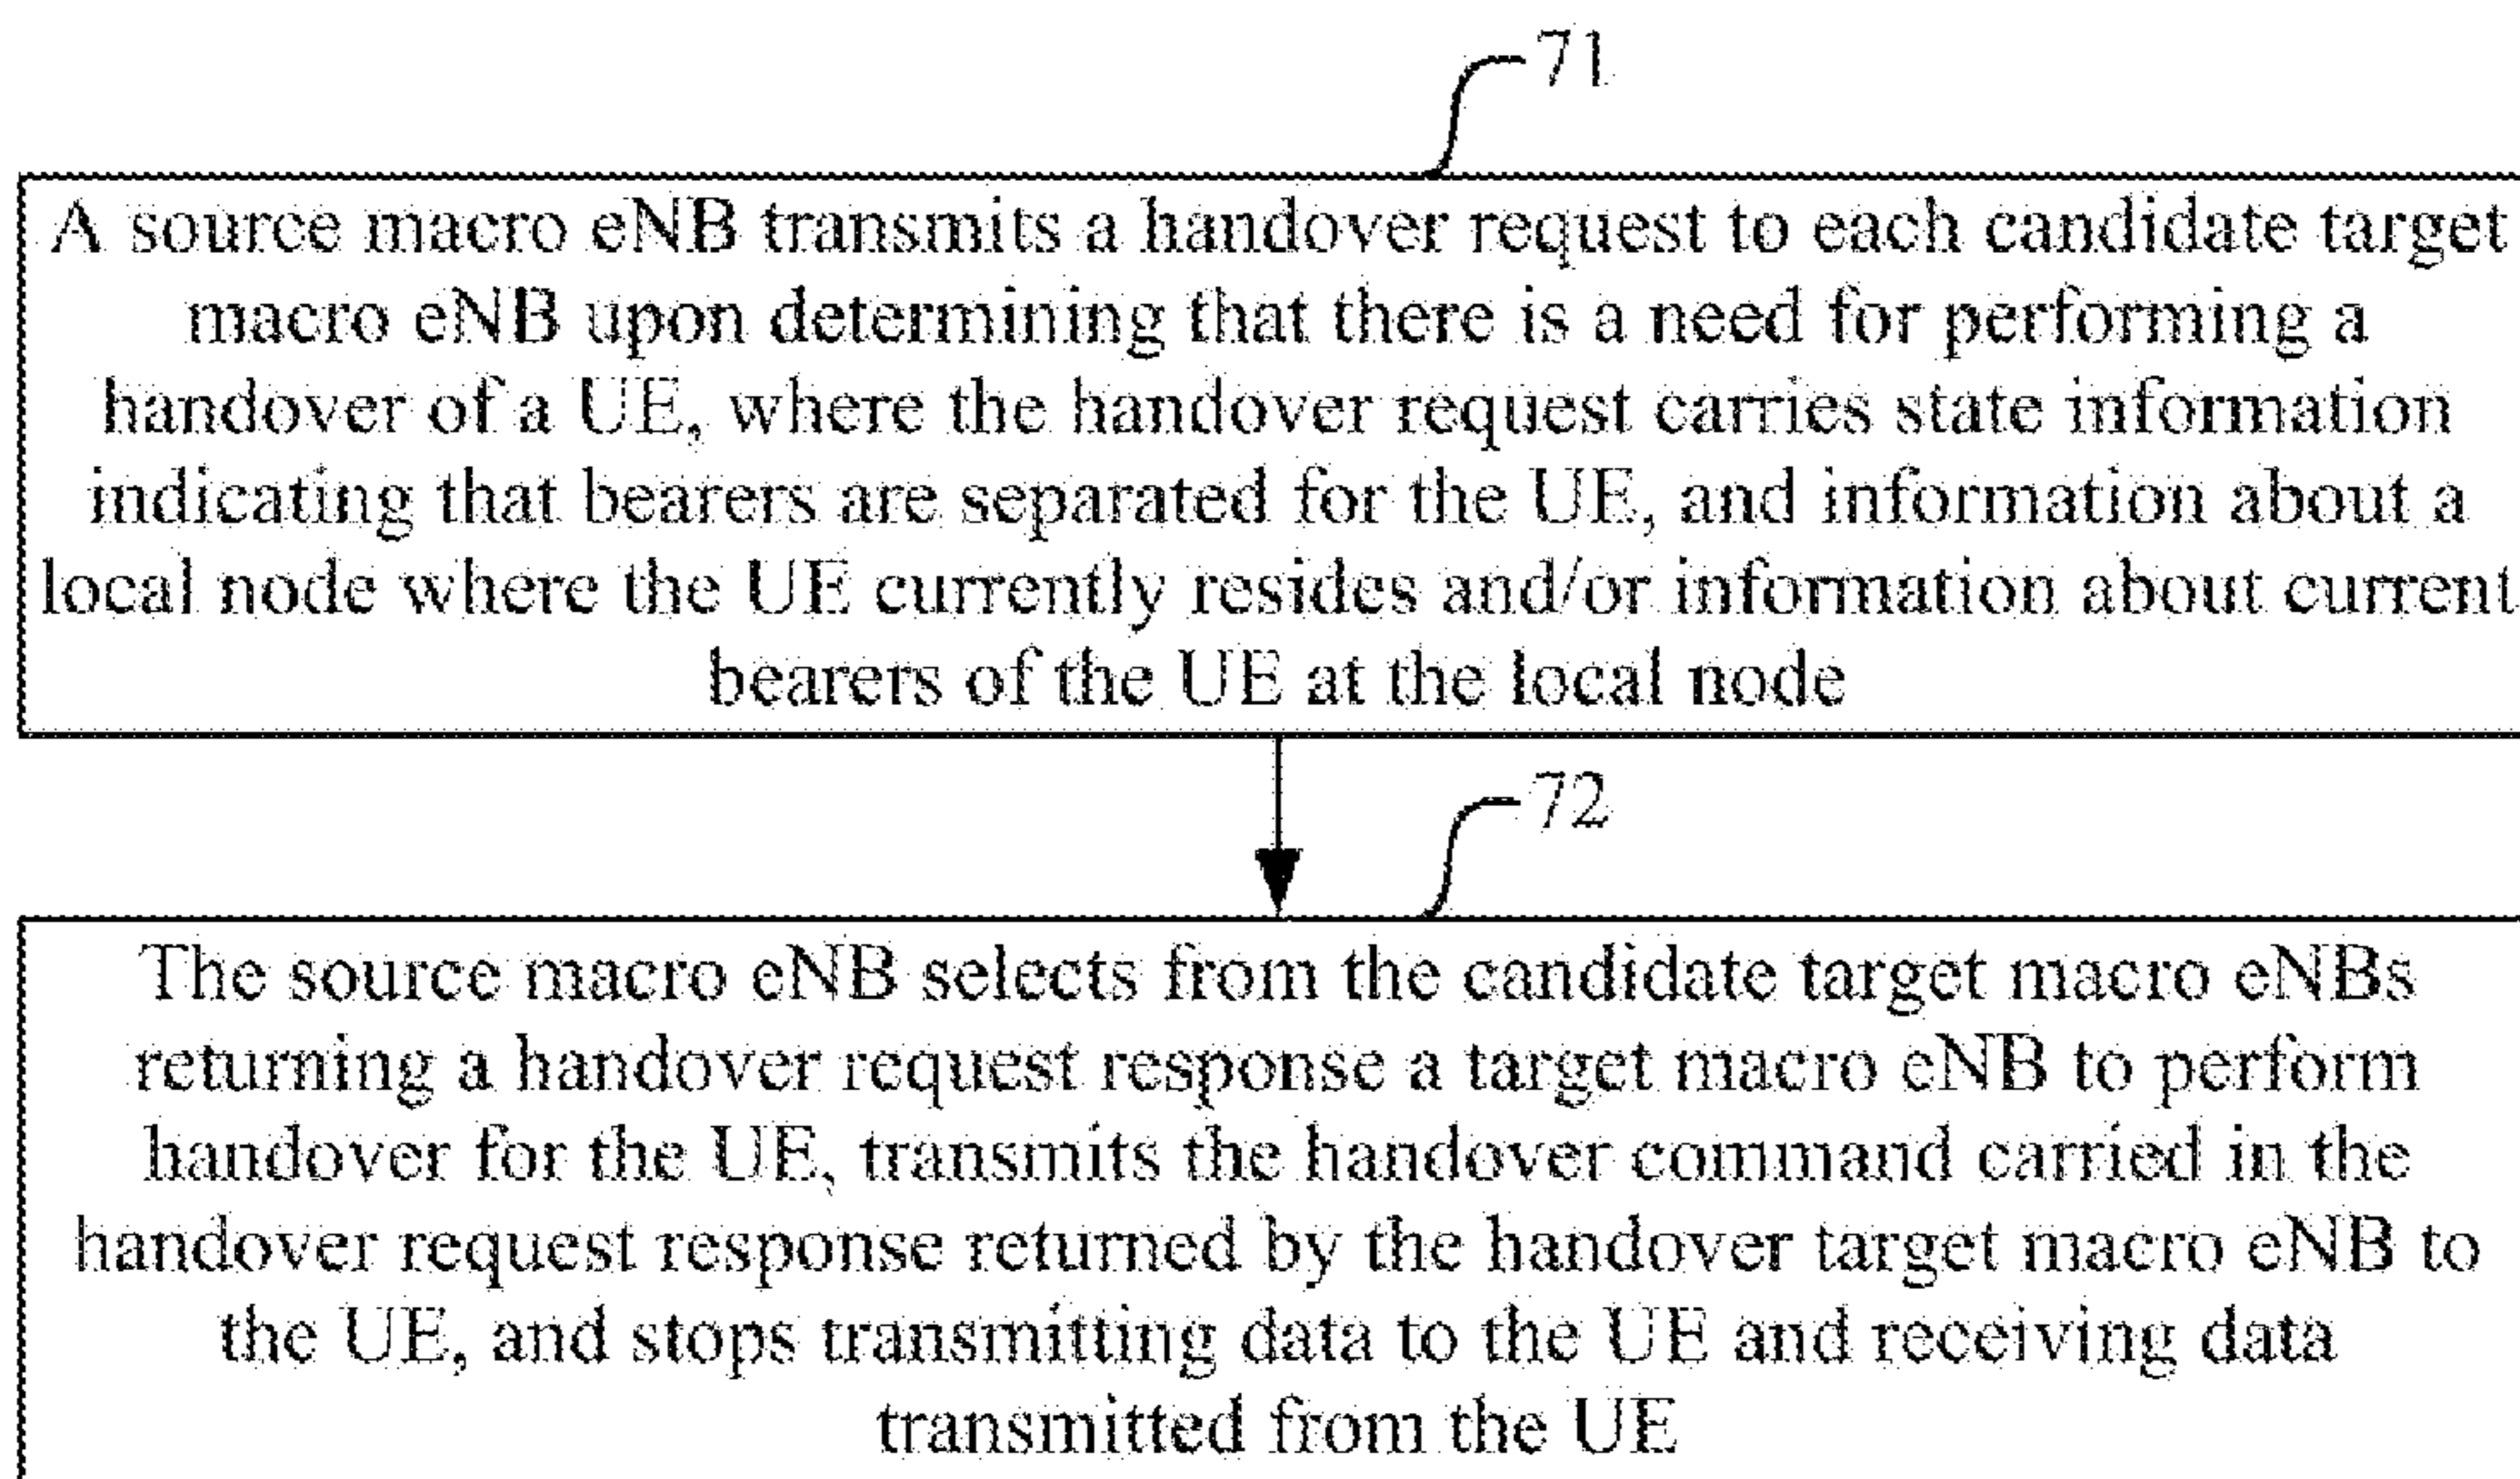 71
A source macro eNB transmits a handover request to each candidate target
macro eNB upon determining that there is a need for performing a
handover of a UE, where the handover request carries state information
indicating that bearers are separated for the UE, and information about a
local node where the UE currently resides and/or information about current
bearers of the UE at the local node
72
The source macro eNB selects from the candidate target macro eNBs
returning a handover request response a target macro eNB to perform
handover for the UE, transmits the handover command carried in the
handover request response returned by the handover target macro eNB to
the UE, and stops transmitting data to the UE and receiving data
transmitted from the UE